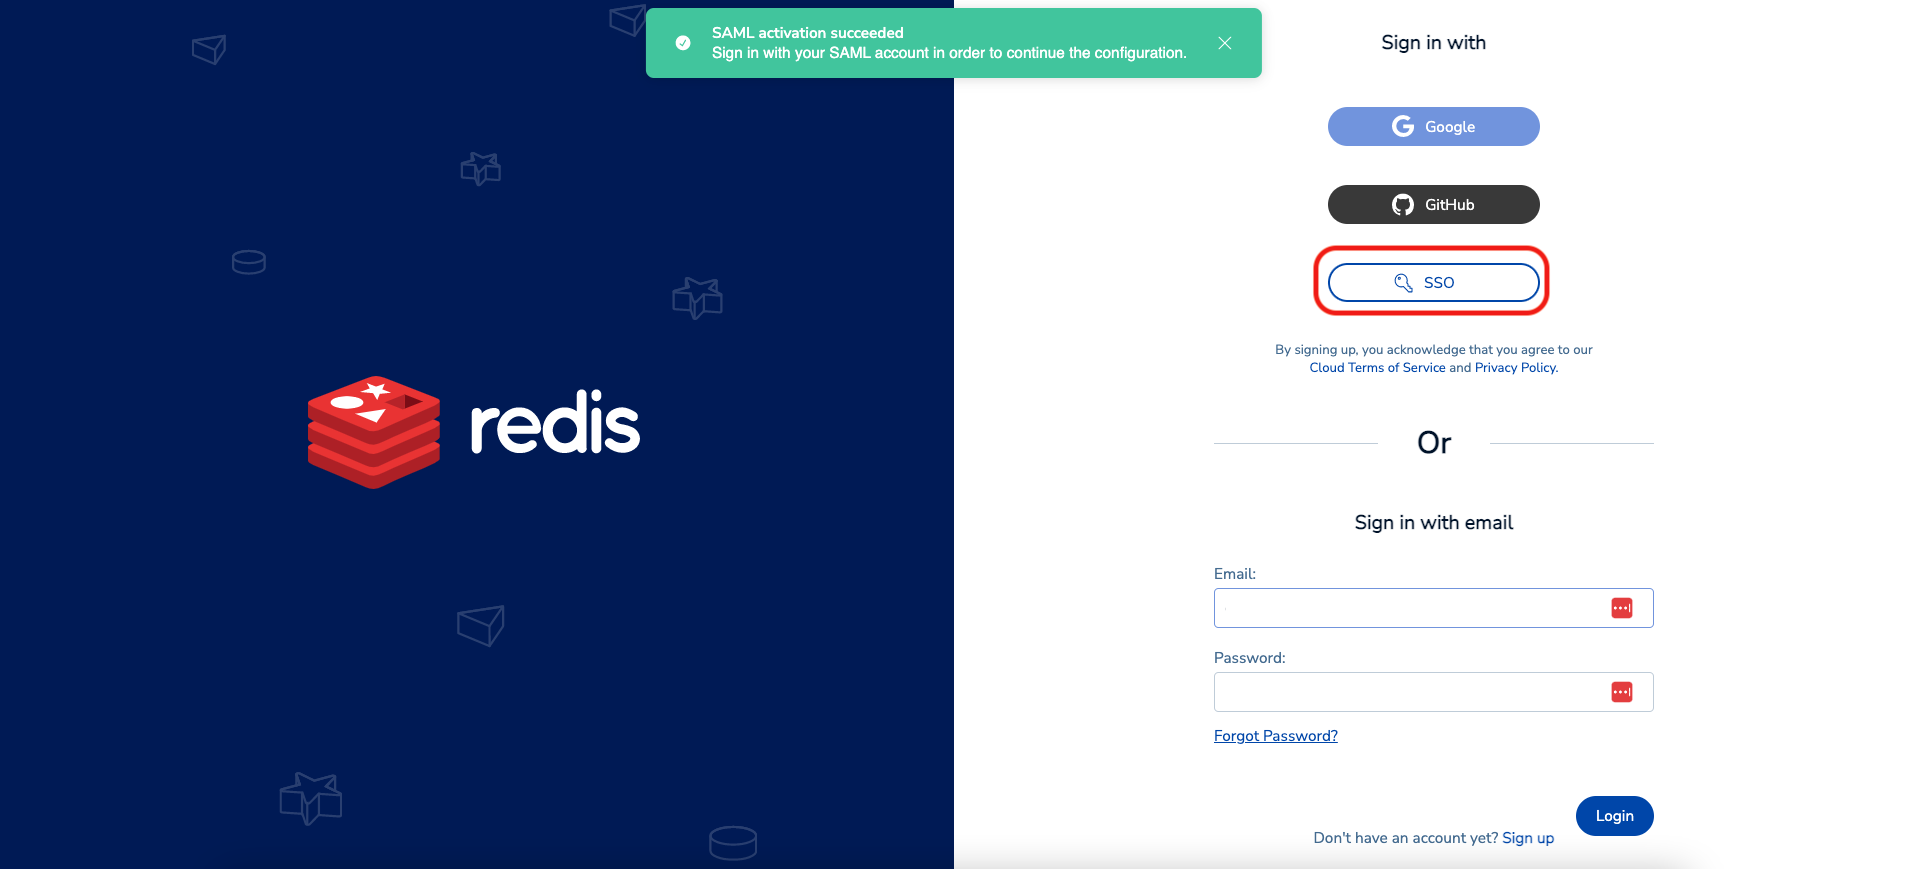 SAML activation succeeded
Sign in with your SAML account in order to continue the configuration.
redis
Sign in with
Google
GitHub
SSO
By signing up, you acknowledge that you agree to our
Cloud Terms of Service and Privacy Policy.
Or
Sign in with email
Email:
Password:
Forgot Password?
Login
Don't have an account yet? Sign up